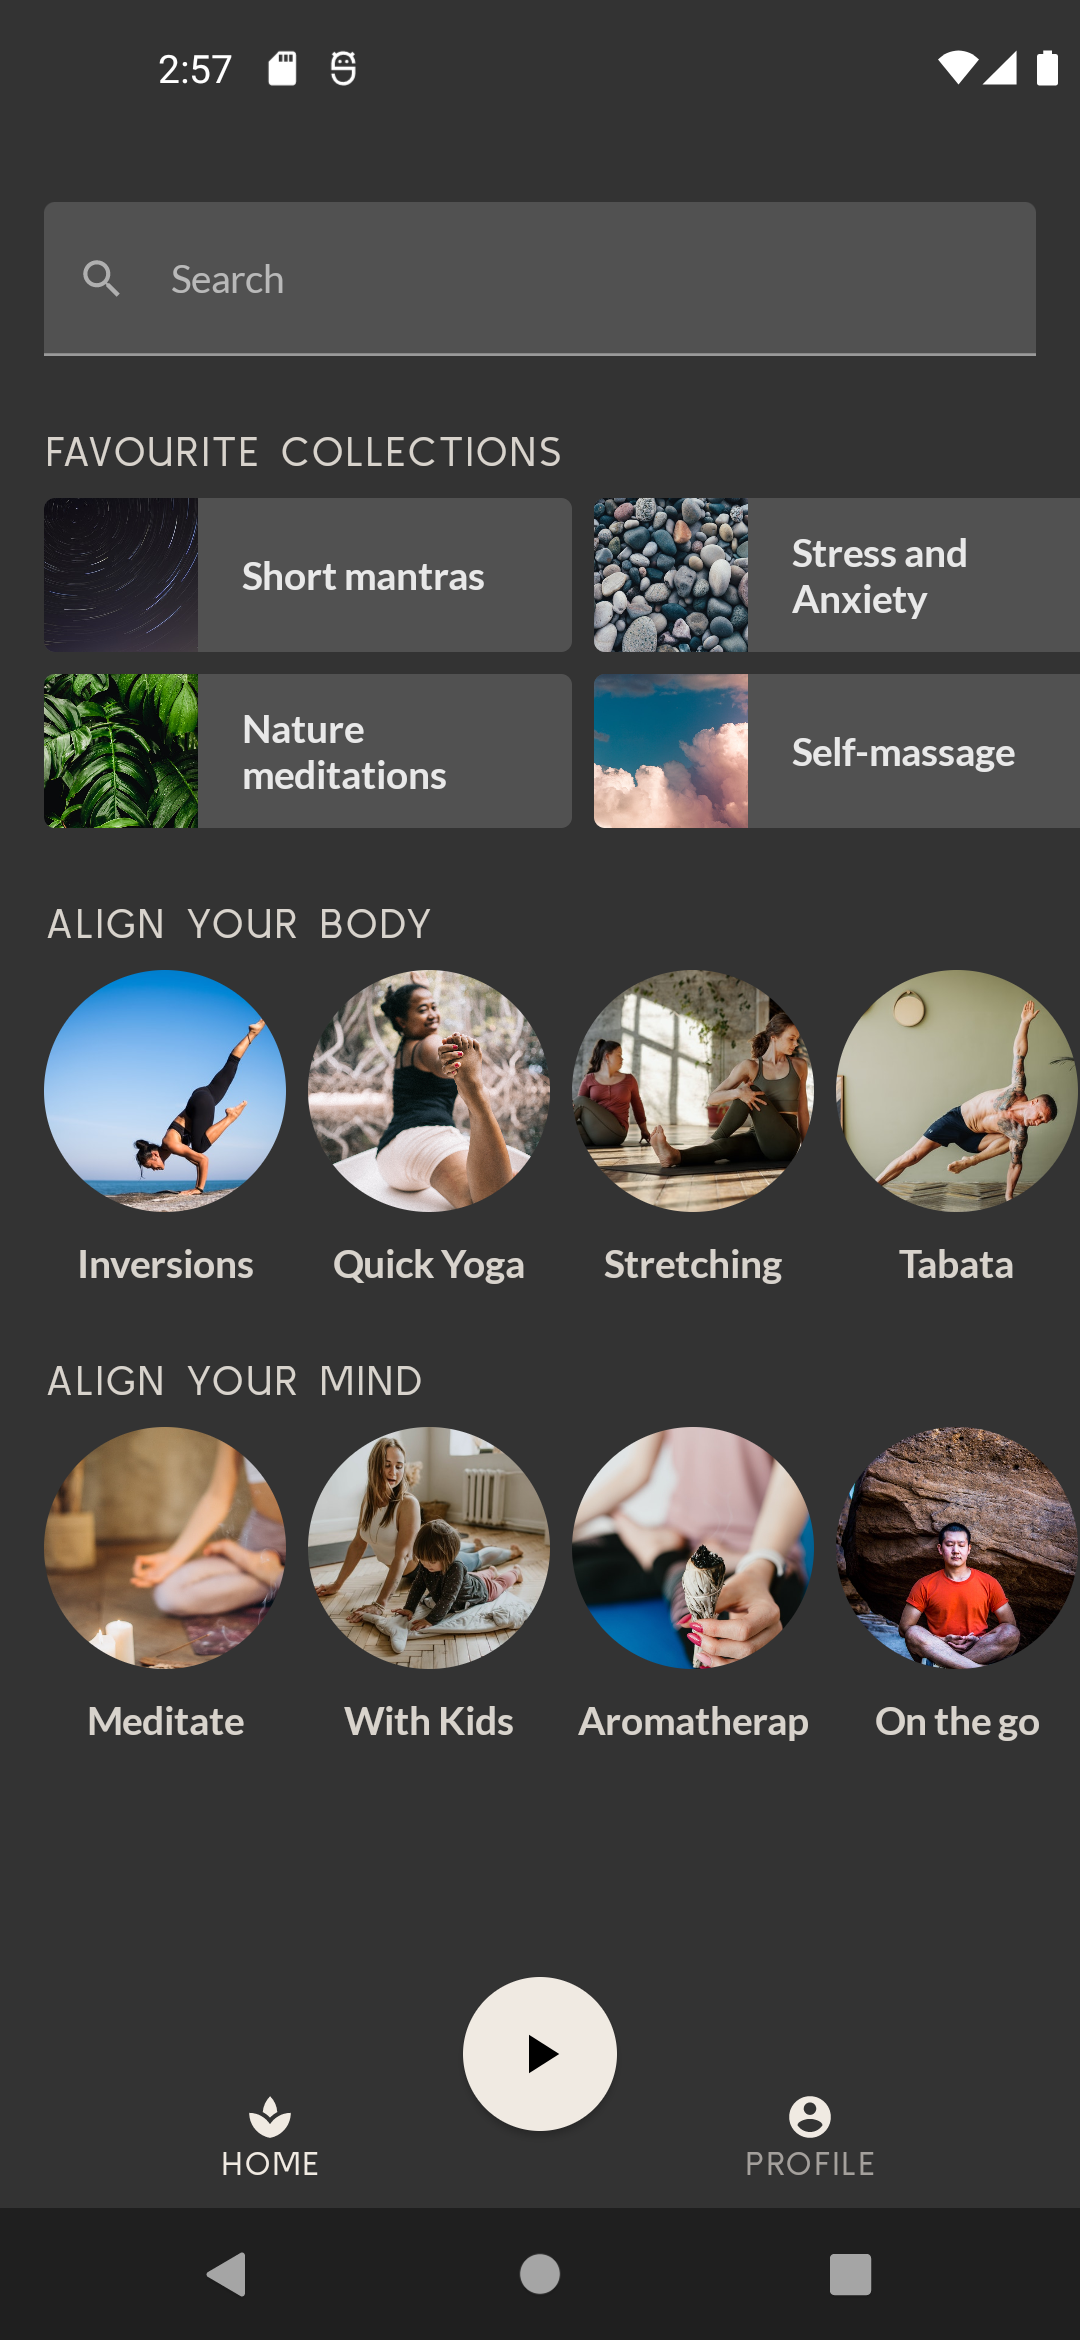 2:57
Search
FAVOURITE COLLECTIONS
Short mantras
Stress and
Anxiety
Nature
meditations
Self-massage
ALIGN YOUR BODY
Inversions
Quick Yoga
Stretching
Tabata
ALIGN YOUR MIND
Meditate
With Kids
Aromatherap
On the go
HOME
PROFILE